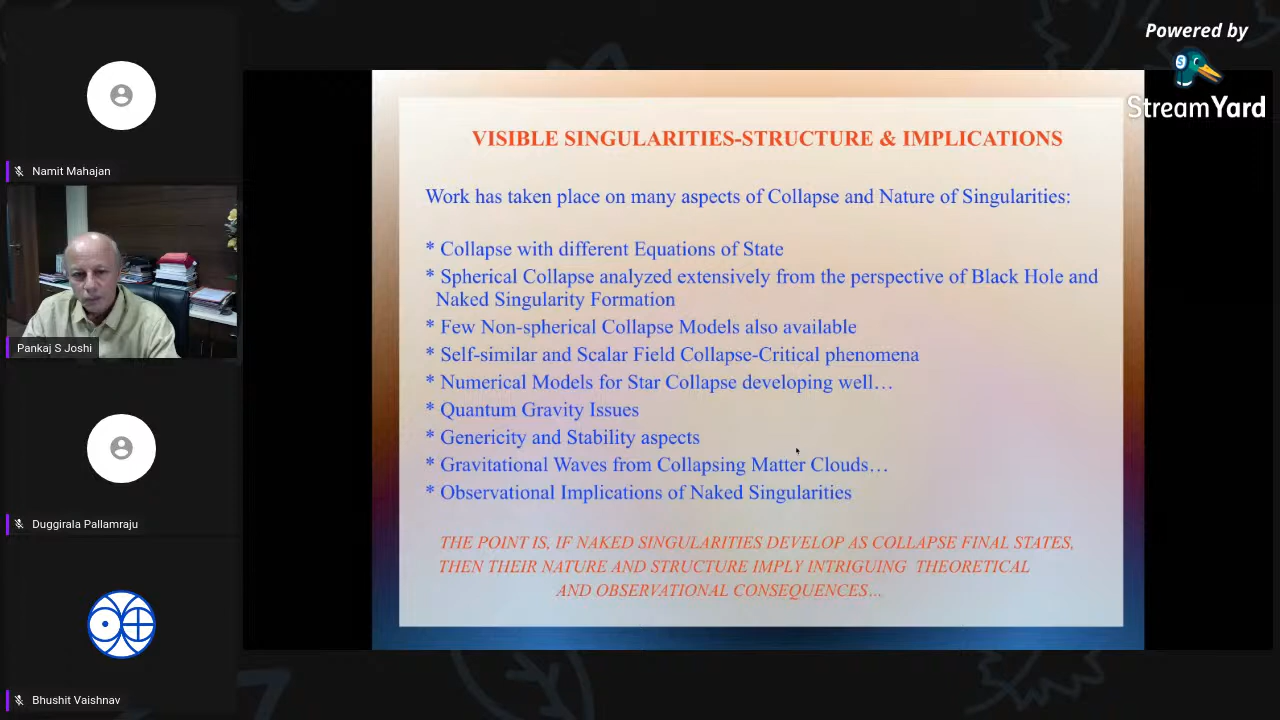 Powered by
StreamYard
Namit Mahajan
Pankaj S Joshi
Duggirala Pallamraju
Bhushit Vaishnav
VISIBLE SINGULARITIES-STRUCTURE & IMPLICATIONS
Work has taken place on many aspects of Collapse and Nature of Singularities:
* Collapse with different Equations of State
* Spherical Collapse analyzed extensively from the perspective of Black Hole and
Naked Singularity Formation
* Few Non-spherical Collapse Models also available
* Self-similar and Scalar Field Collapse-Critical phenomena
* Numerical Models for Star Collapse developing well…
* Quantum Gravity Issues
* Genericity and Stability aspects
* Gravitational Waves from Collapsing Matter Clouds…
* Observational Implications of Naked Singularities
THE POINT IS, IF NAKED SINGULARITIES DEVELOP AS COLLAPSE FINAL STATES,
THEN THEIR NATURE AND STRUCTURE IMPLY INTRIGUING THEORETICAL
AND OBSERVATIONAL CONSEQUENCES…